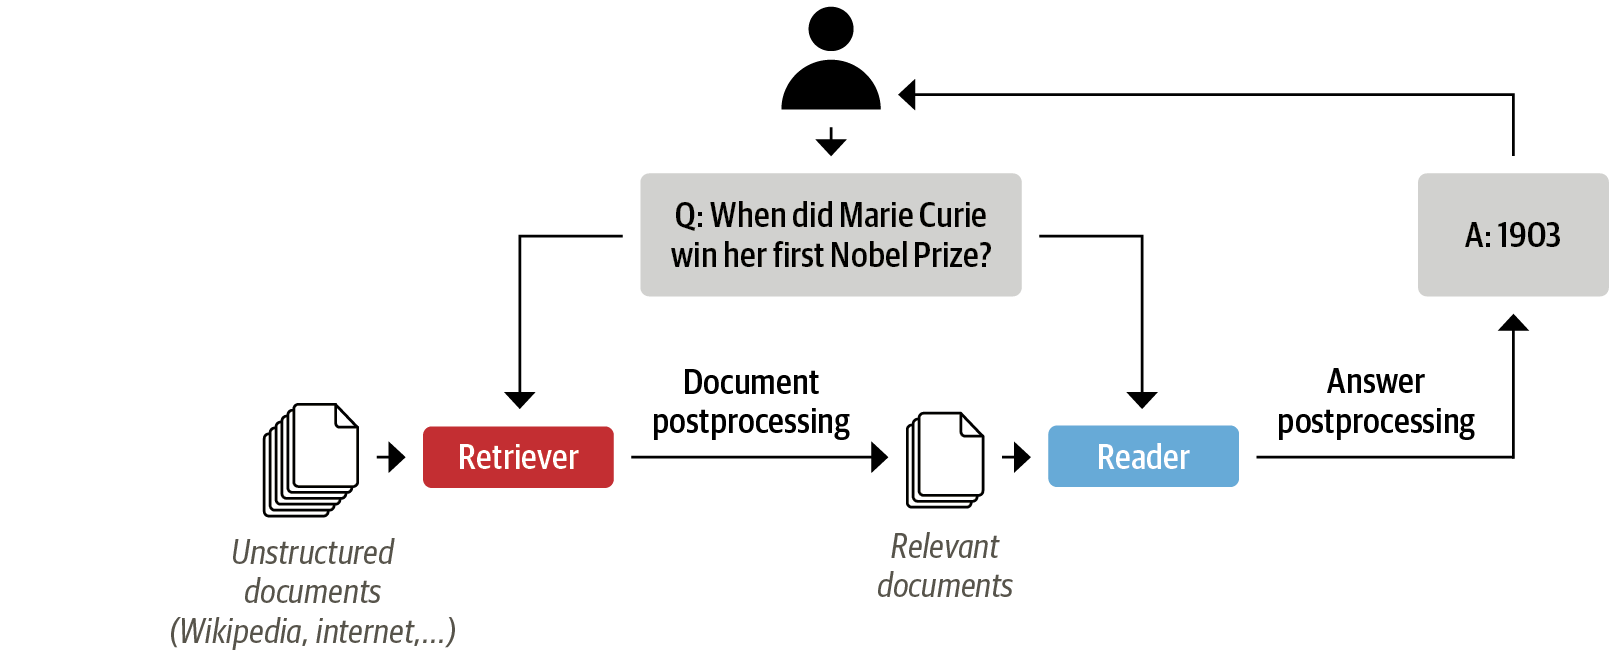 Q: When did Marie Curie
win her first Nobel Prize?
A: 1903
Document
postprocessing
Answer
postprocessing
Retriever
Reader
Unstructured
documents
(Wikipedia, internet,...)
Relevant
documents